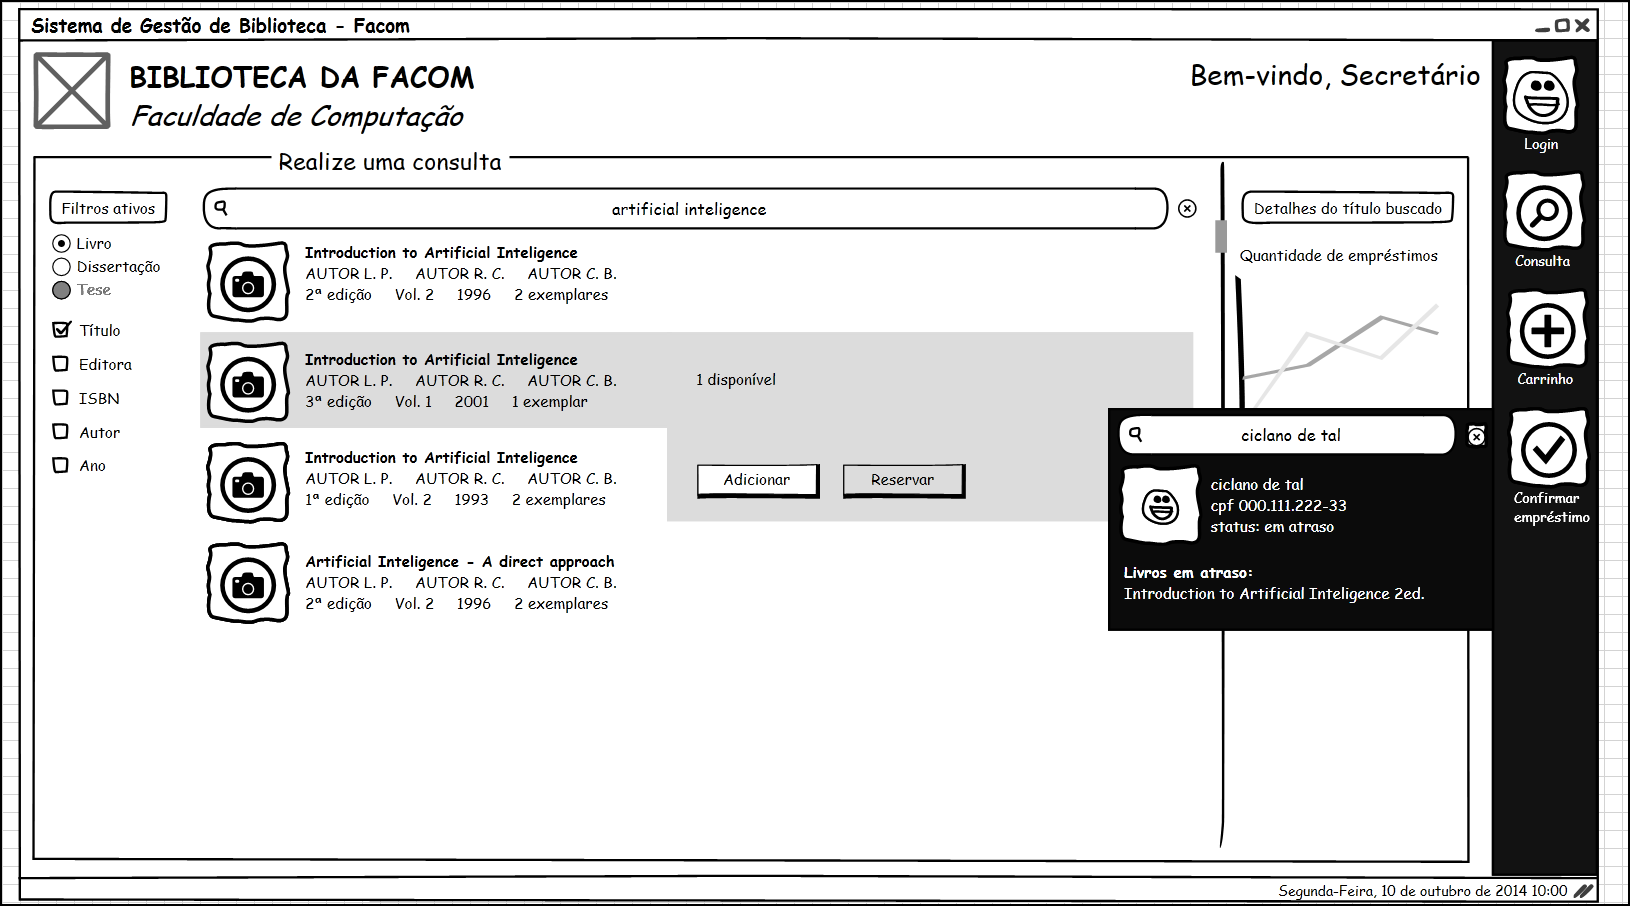 Sistema de Gestão de Biblioteca - Facom
BIBLIOTECA DA FACOM
Faculdade de Computação
Bem-vindo, Secretário
Realize uma consulta
Filtros ativos
Livro
Dissertação
Tese
Título
Editora
ISBN
Autor
Ano
artificial inteligence
Introduction to Artificial Inteligence
AUTOR L. P. AUTOR R. C. AUTOR C. B.
2ª edição Vol. 2 1996 2 exemplares
Introduction to Artificial Inteligence
AUTOR L. P. AUTOR R. C. AUTOR C. B.
3ª edição Vol. 1 2001 1 exemplar
1 disponível
Introduction to Artificial Inteligence
AUTOR L. P. AUTOR R. C. AUTOR C. B.
1ª edição Vol. 2 1993 2 exemplares
Adicionar
Reservar
Artificial Inteligence - A direct approach
AUTOR L. P. AUTOR R. C. AUTOR C. B.
2ª edição Vol. 2 1996 2 exemplares
Detalhes do título buscado
Quantidade de empréstimos
ciclano de tal
ciclano de tal
cpf 000.111.222-33
status: em atraso
Livros em atraso:
Introduction to Artificial Inteligence 2ed.
Login
Consulta
Carrinho
Confirmar
empréstimo
Segunda-Feira, 10 de outubro de 2014 10:00